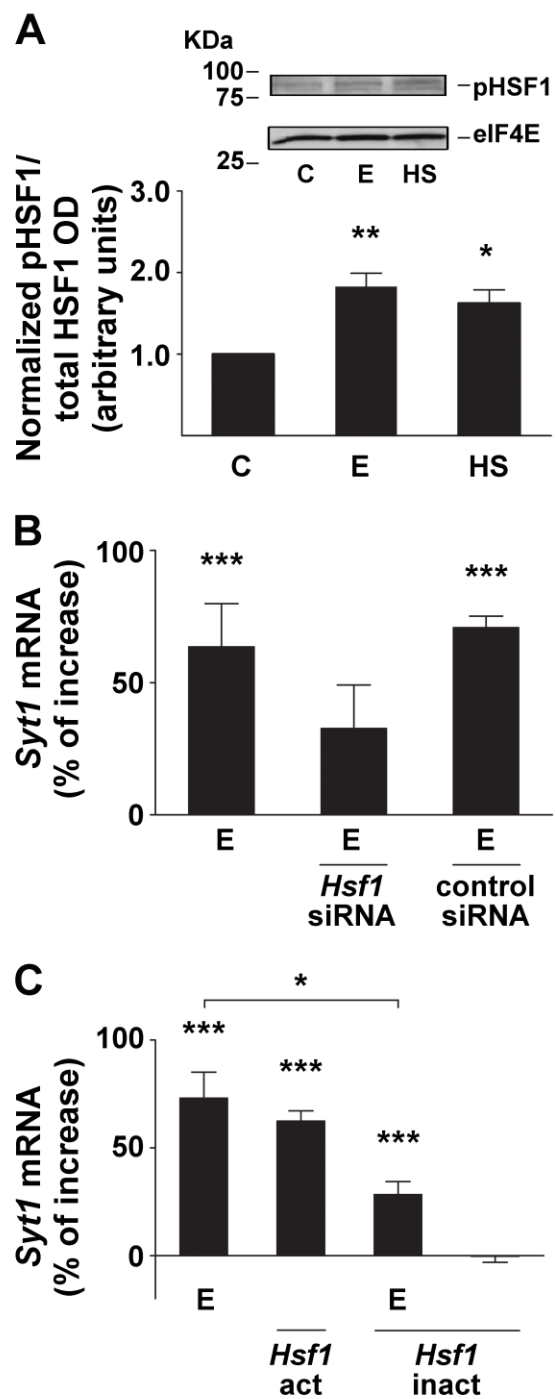 A
KDa
100
75
pHSF1
eIF4E
25
C E HS
Normalized pHSF1/
total HSF1 OD
(arbitrary units)
3.0
2.0
1.0
** *
C E HS
B
Syt1 mRNA
(% of increase)
100
50
0
*** ***
E E E
Hsf1 control
siRNA siRNA
C
Syt1 mRNA
(% of increase)
*
100
50
0
*** *** ***
E E
Hsf1 Hsf1
act inact